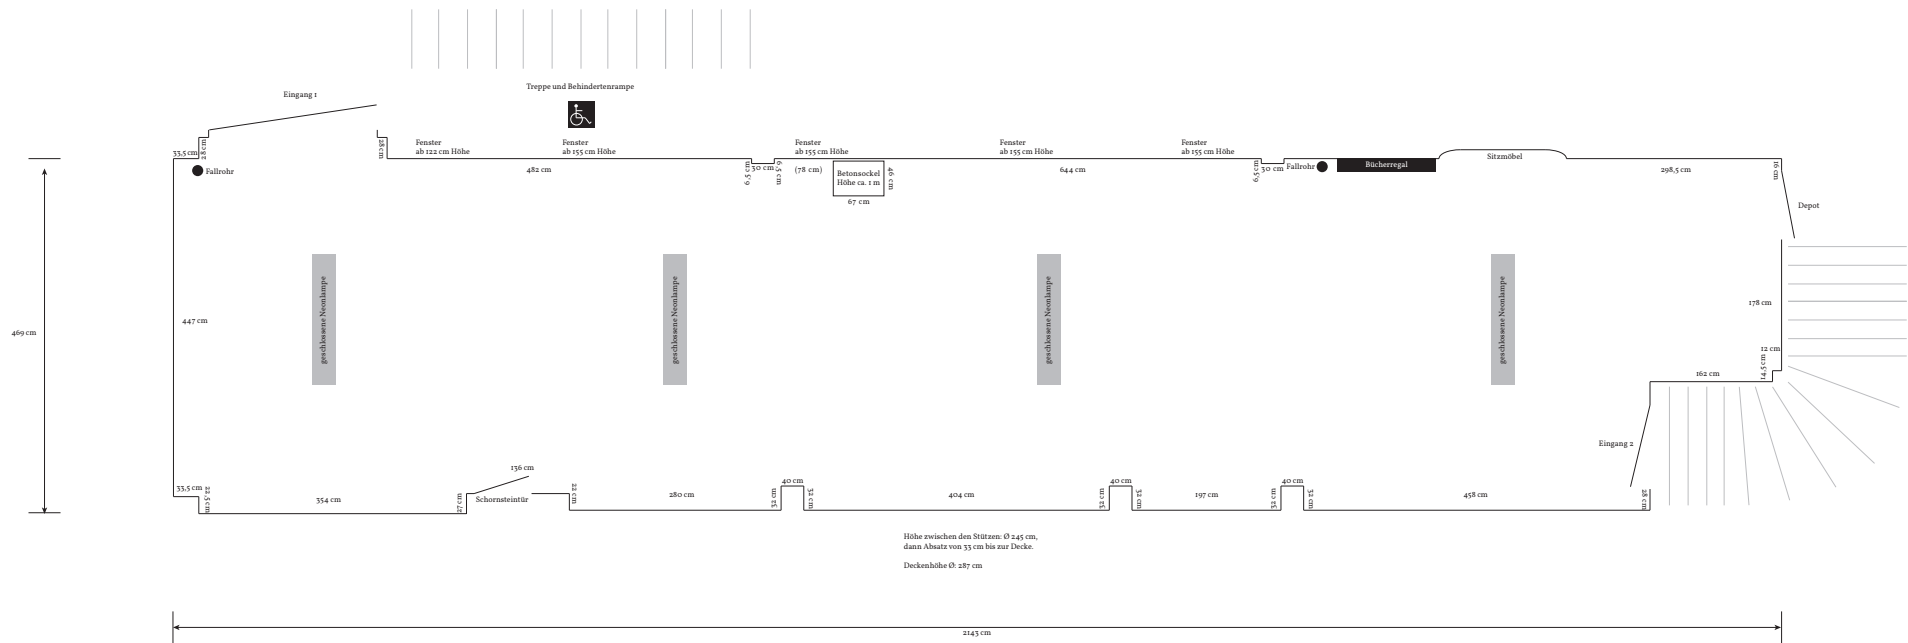 Treppe und Behindertenrampe
Eingang 1
33,5 cm
28 cm
28cm
Fallrohr
Fenster
ab 122 cm Höhe
Fenster
ab 155 cm Höhe
482 cm
6,5 cm
30 cm
6,5 cm
Fenster
ab 155 cm Höhe
(78 cm)
Betonsockel
Höhe ca. 1 m
46 cm
67 cm
Fenster
ab 155 cm Höhe
644 cm
Fenster
ab 155 cm Höhe
6,5 cm
30 cm
Fallrohr
Bücherregal
Sitzmöbel
298,5 cm
16 cm
Depot
469 cm
447 cm
geschlossene Neonlampe
geschlossene Neonlampe
geschlossene Neonlampe
geschlossene Neonlampe
178 cm
12 cm
14,5 cm
162 cm
Eingang 2
33,5 cm
22,5cm
354 cm
27 cm
136 cm
Schornsteintür
22 cm
280 cm
32 cm
40 cm
32 cm
404 cm
32 cm
40 cm
32 cm
197 cm
32 cm
40 cm
32 cm
458 cm
28 cm
Höhe zwischen den Stützen: Ø 245 cm,
dann Absatz von 33 cm bis zur Decke.
Deckenhöhe Ø: 287 cm
2143 cm